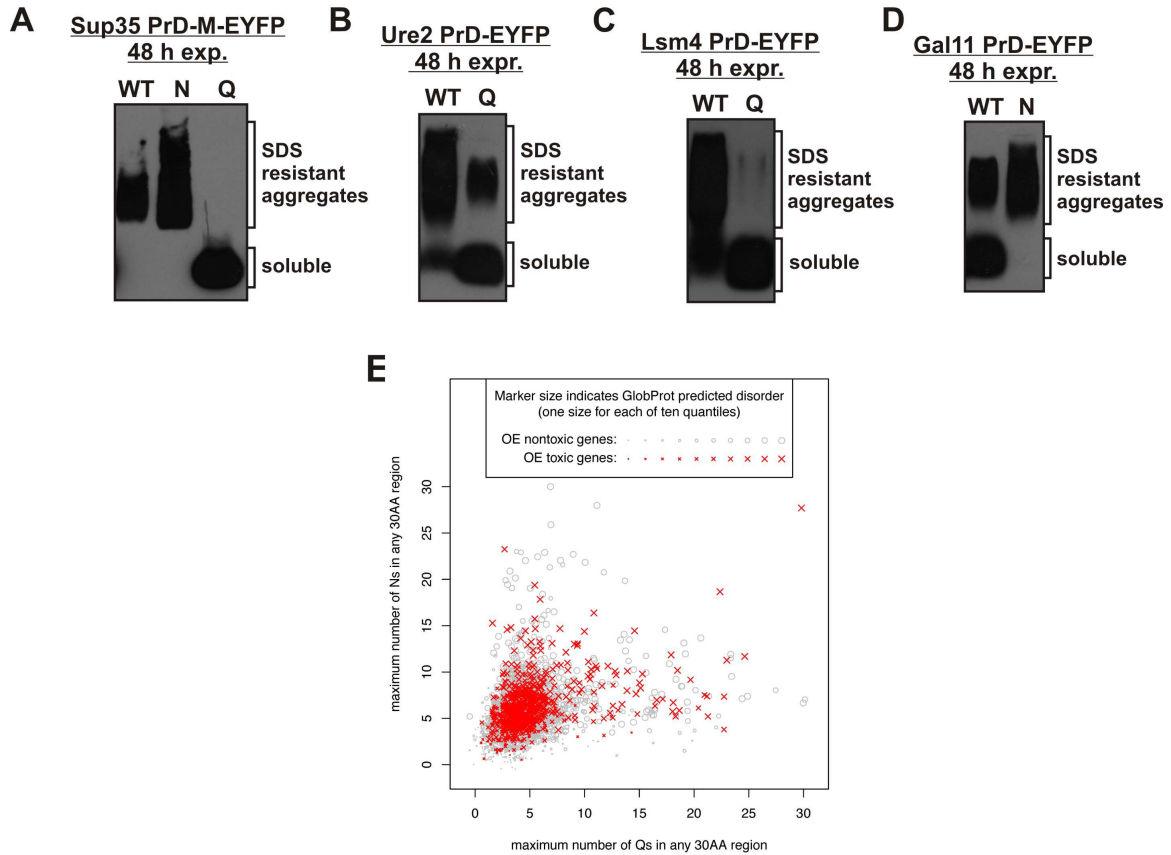 A
Sup35 PrD-M-EYFP
48 h exp.
WT N Q
SDS
resistant
aggregates
soluble
B
Ure2 PrD-EYFP
48 h expr.
WT Q
SDS
resistant
aggregates
soluble
C
Lsm4 PrD-EYFP
48 h expr.
WT Q
SDS
resistant
aggregates
soluble
D
Gal11 PrD-EYFP
48 h expr.
WT N
SDS
resistant
aggregates
soluble
E
Marker size indicates GlobProt predicted disorder
(one size for each of ten quantiles)
OE nontoxic genes:
OE toxic genes:
maximum number of Ns in any 30AA region
30
25
20
15
10
5
0
0 5 10 15 20 25 30
maximum number of Qs in any 30AA region